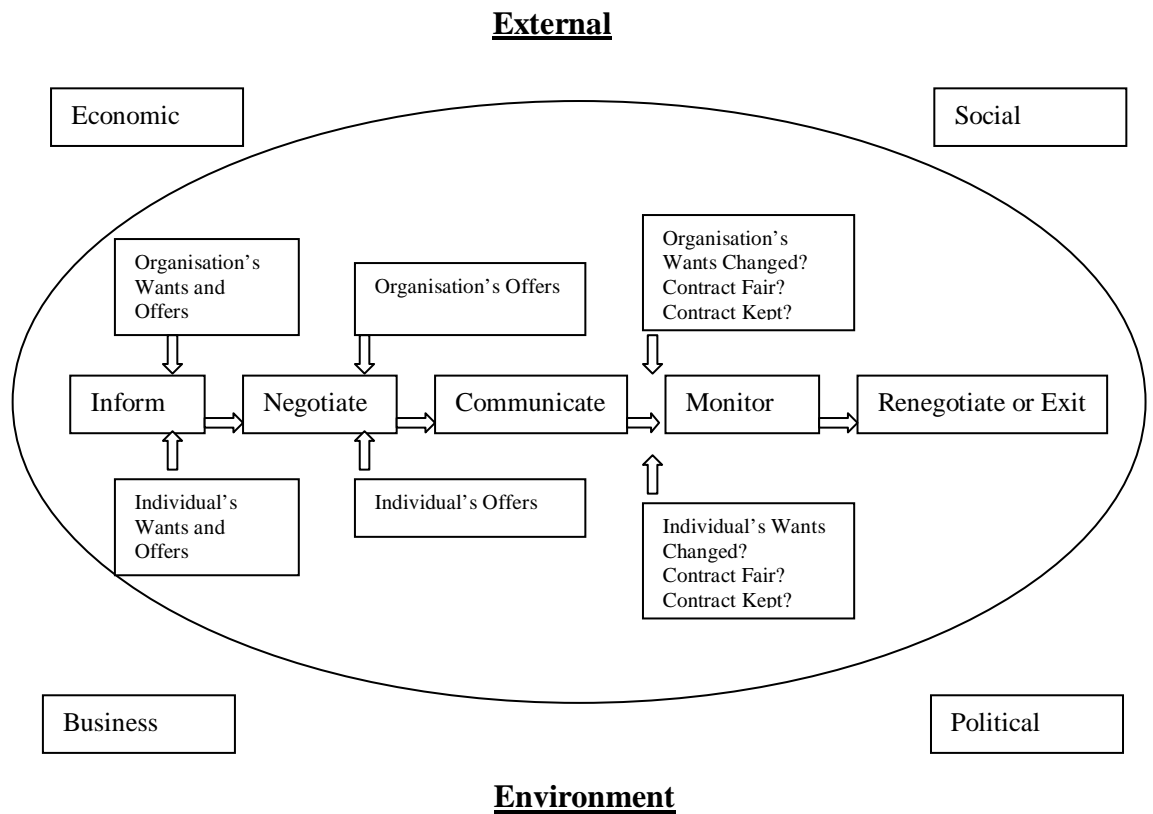 External
Economic
Social
Organisation's
Wants and
Offers
Organisation's Offers
Organisation's
Wants Changed?
Contract Fair?
Contract Kept?
Inform
Negotiate
Communicate
Monitor
Renegotiate or Exit
Individual's
Wants and
Offers
Individual's Offers
Individual's Wants
Changed?
Contract Fair?
Contract Kept?
Business
Political
Environment